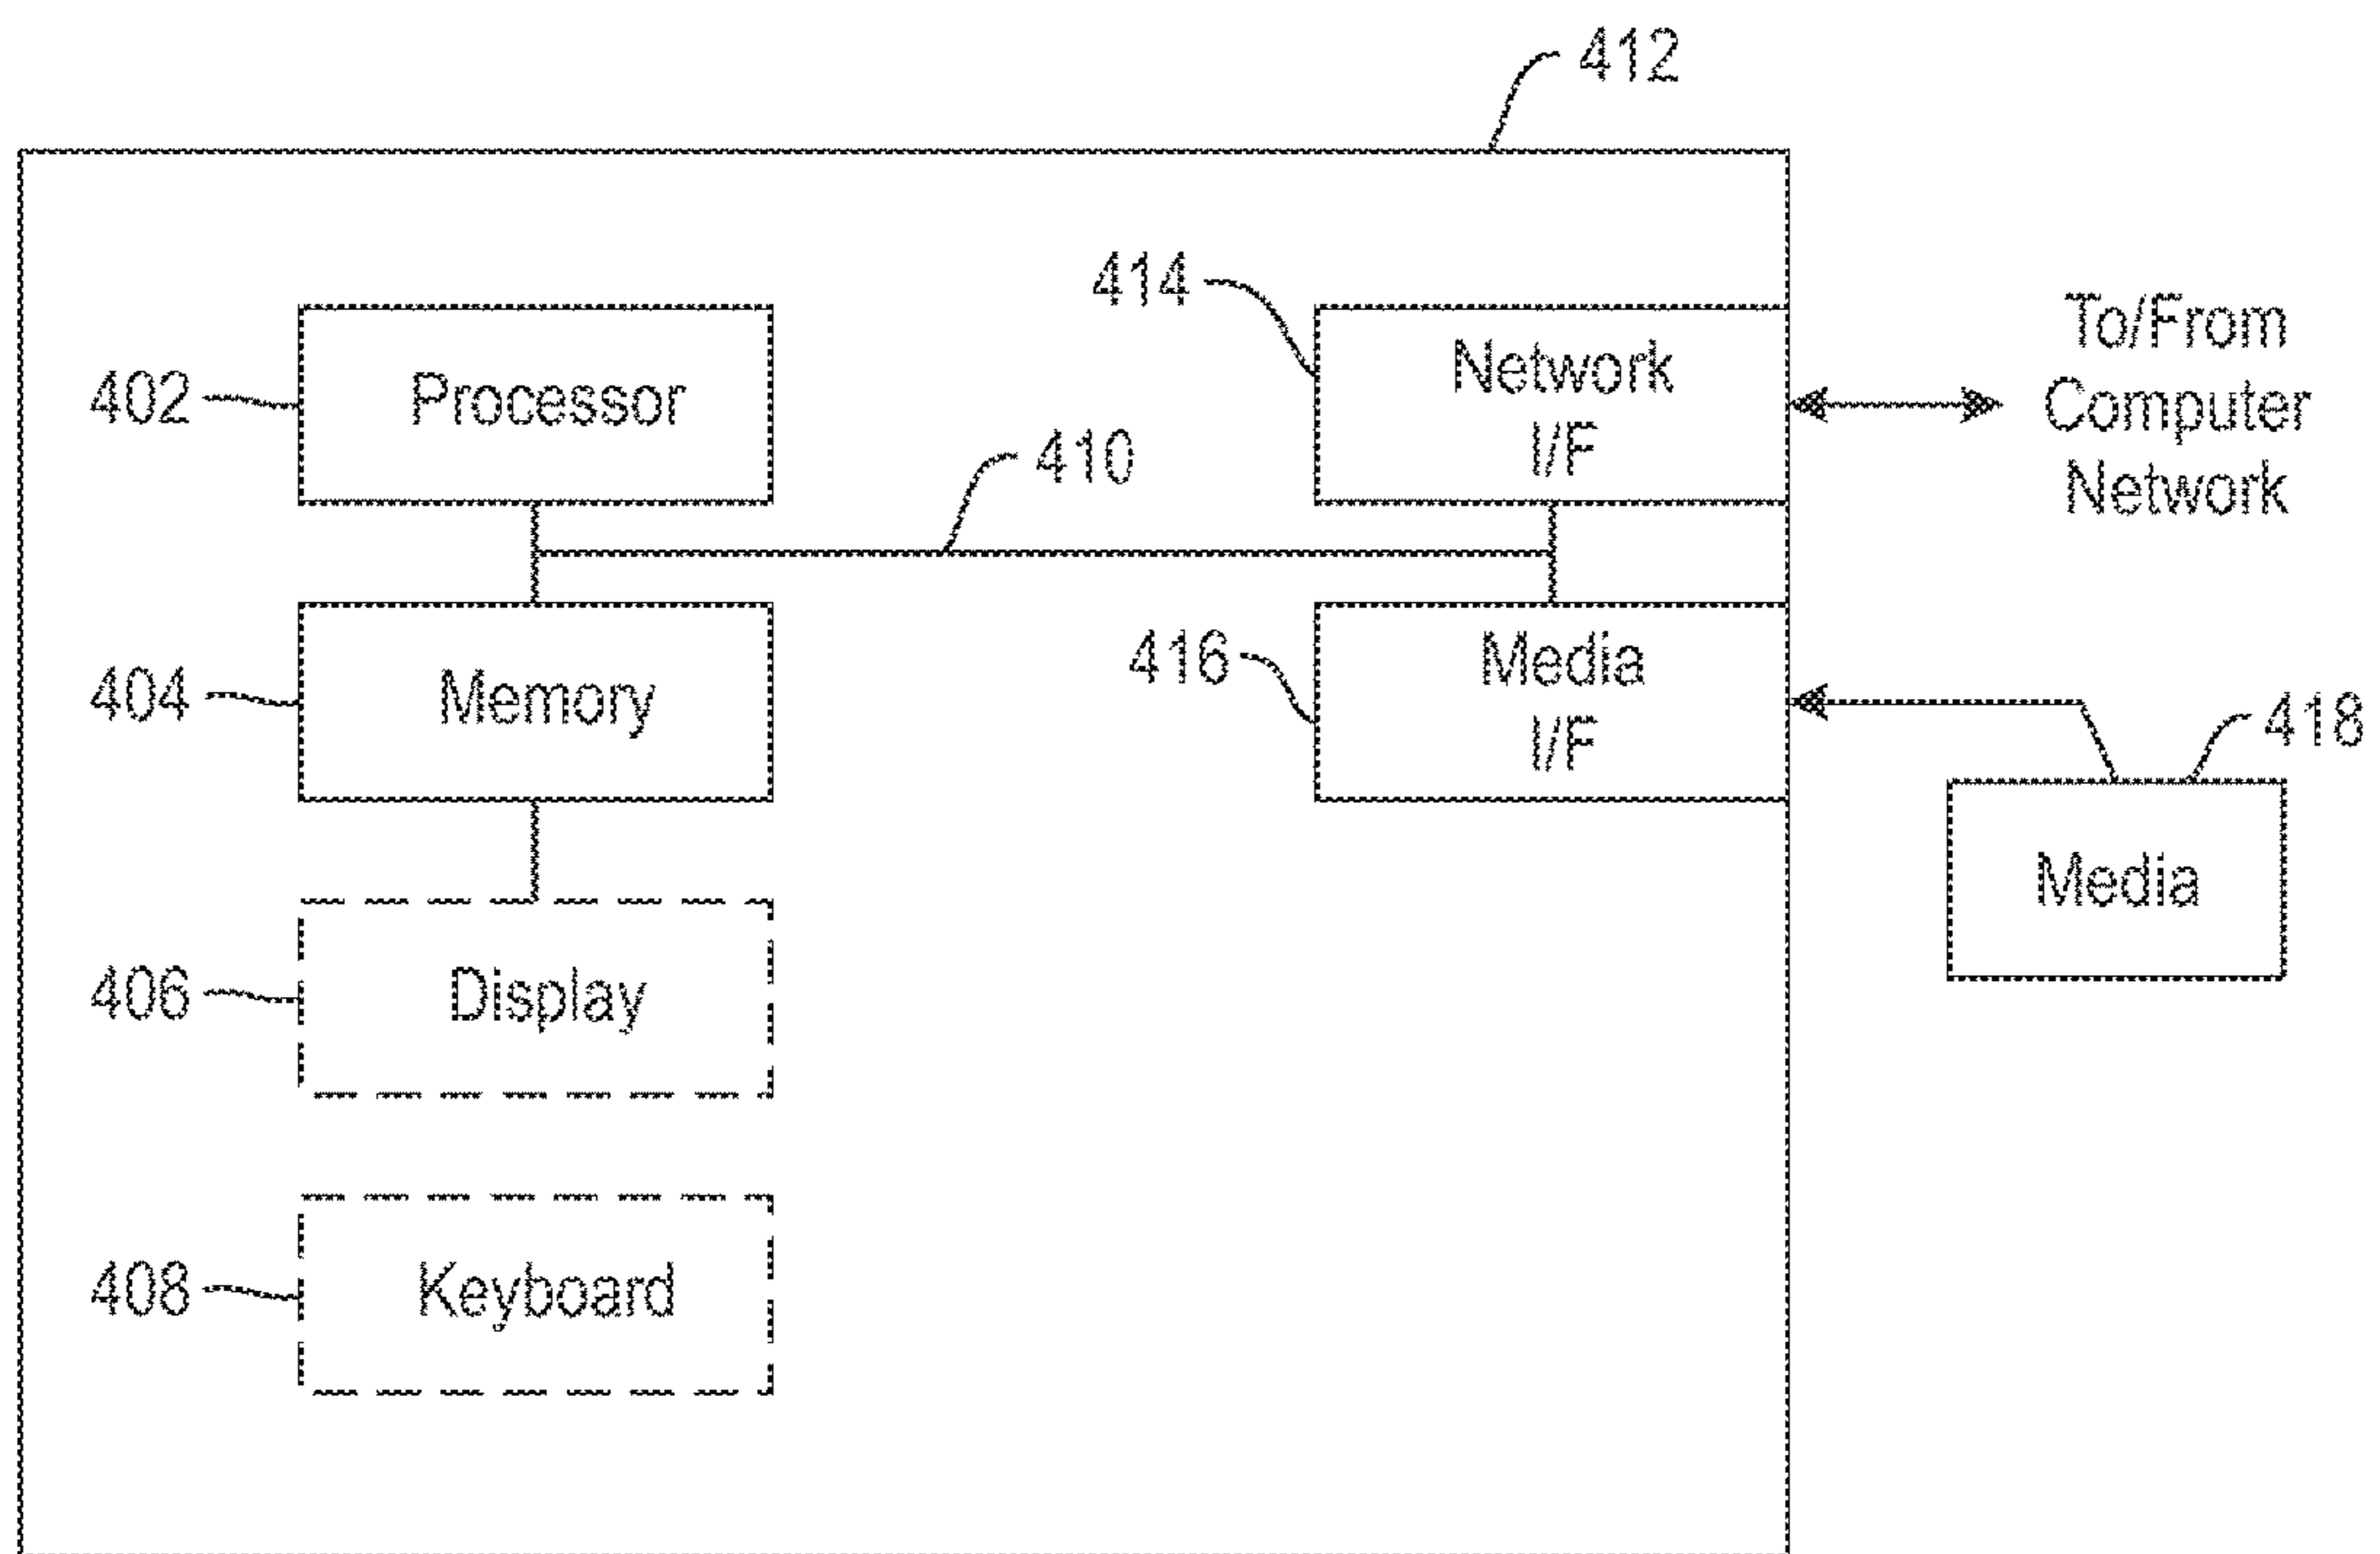 412
414
Network
I/F
To/From
Computer
Network
402
Processor
410
404
Memory
416
Media
I/F
418
Media
406
Display
408
Keyboard